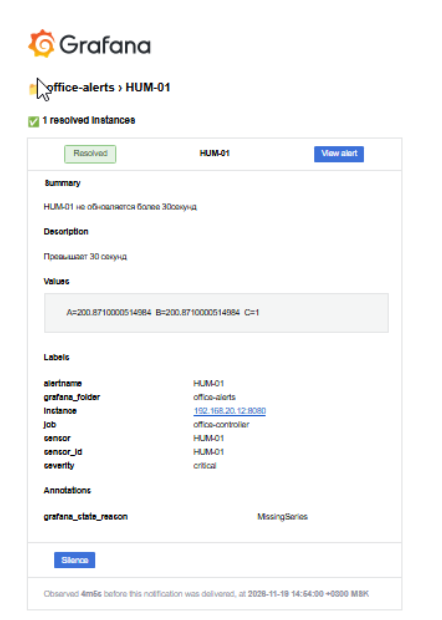 Grafana
office-alerts › HUM-01
1 resolved instances
Resolved HUM-01 View alert
Summary
HUM-01 не обновляется более 30секунд
Description
Превышает 30 секунд
Values
A=200.8710000514984 B=200.8710000514984 C=1
Labels
alertname HUM-01
grafana_folder office-alerts
instance 192.168.20.12:8080
job office-controller
sensor HUM-01
sensor_id HUM-01
severity critical
Annotations
grafana_state_reason MissingSeries
Silence
Observed 4m5s before this notification was delivered, at 2026-11-19 14:54:00 +0300 MSK